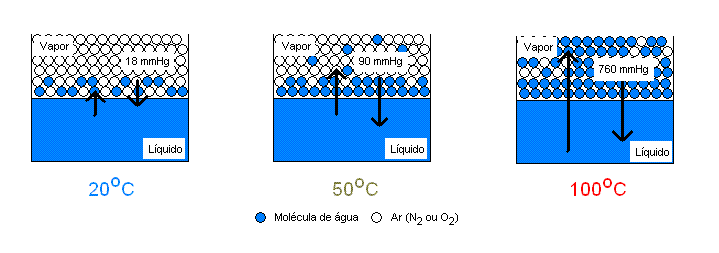 Vapor
18 mmHg
Líquido
20°C
Vapor
90 mmHg
Líquido
50°C
Vapor
760 mmHg
Líquido
100°C
Molécula de água
Ar (N2 ou O2)